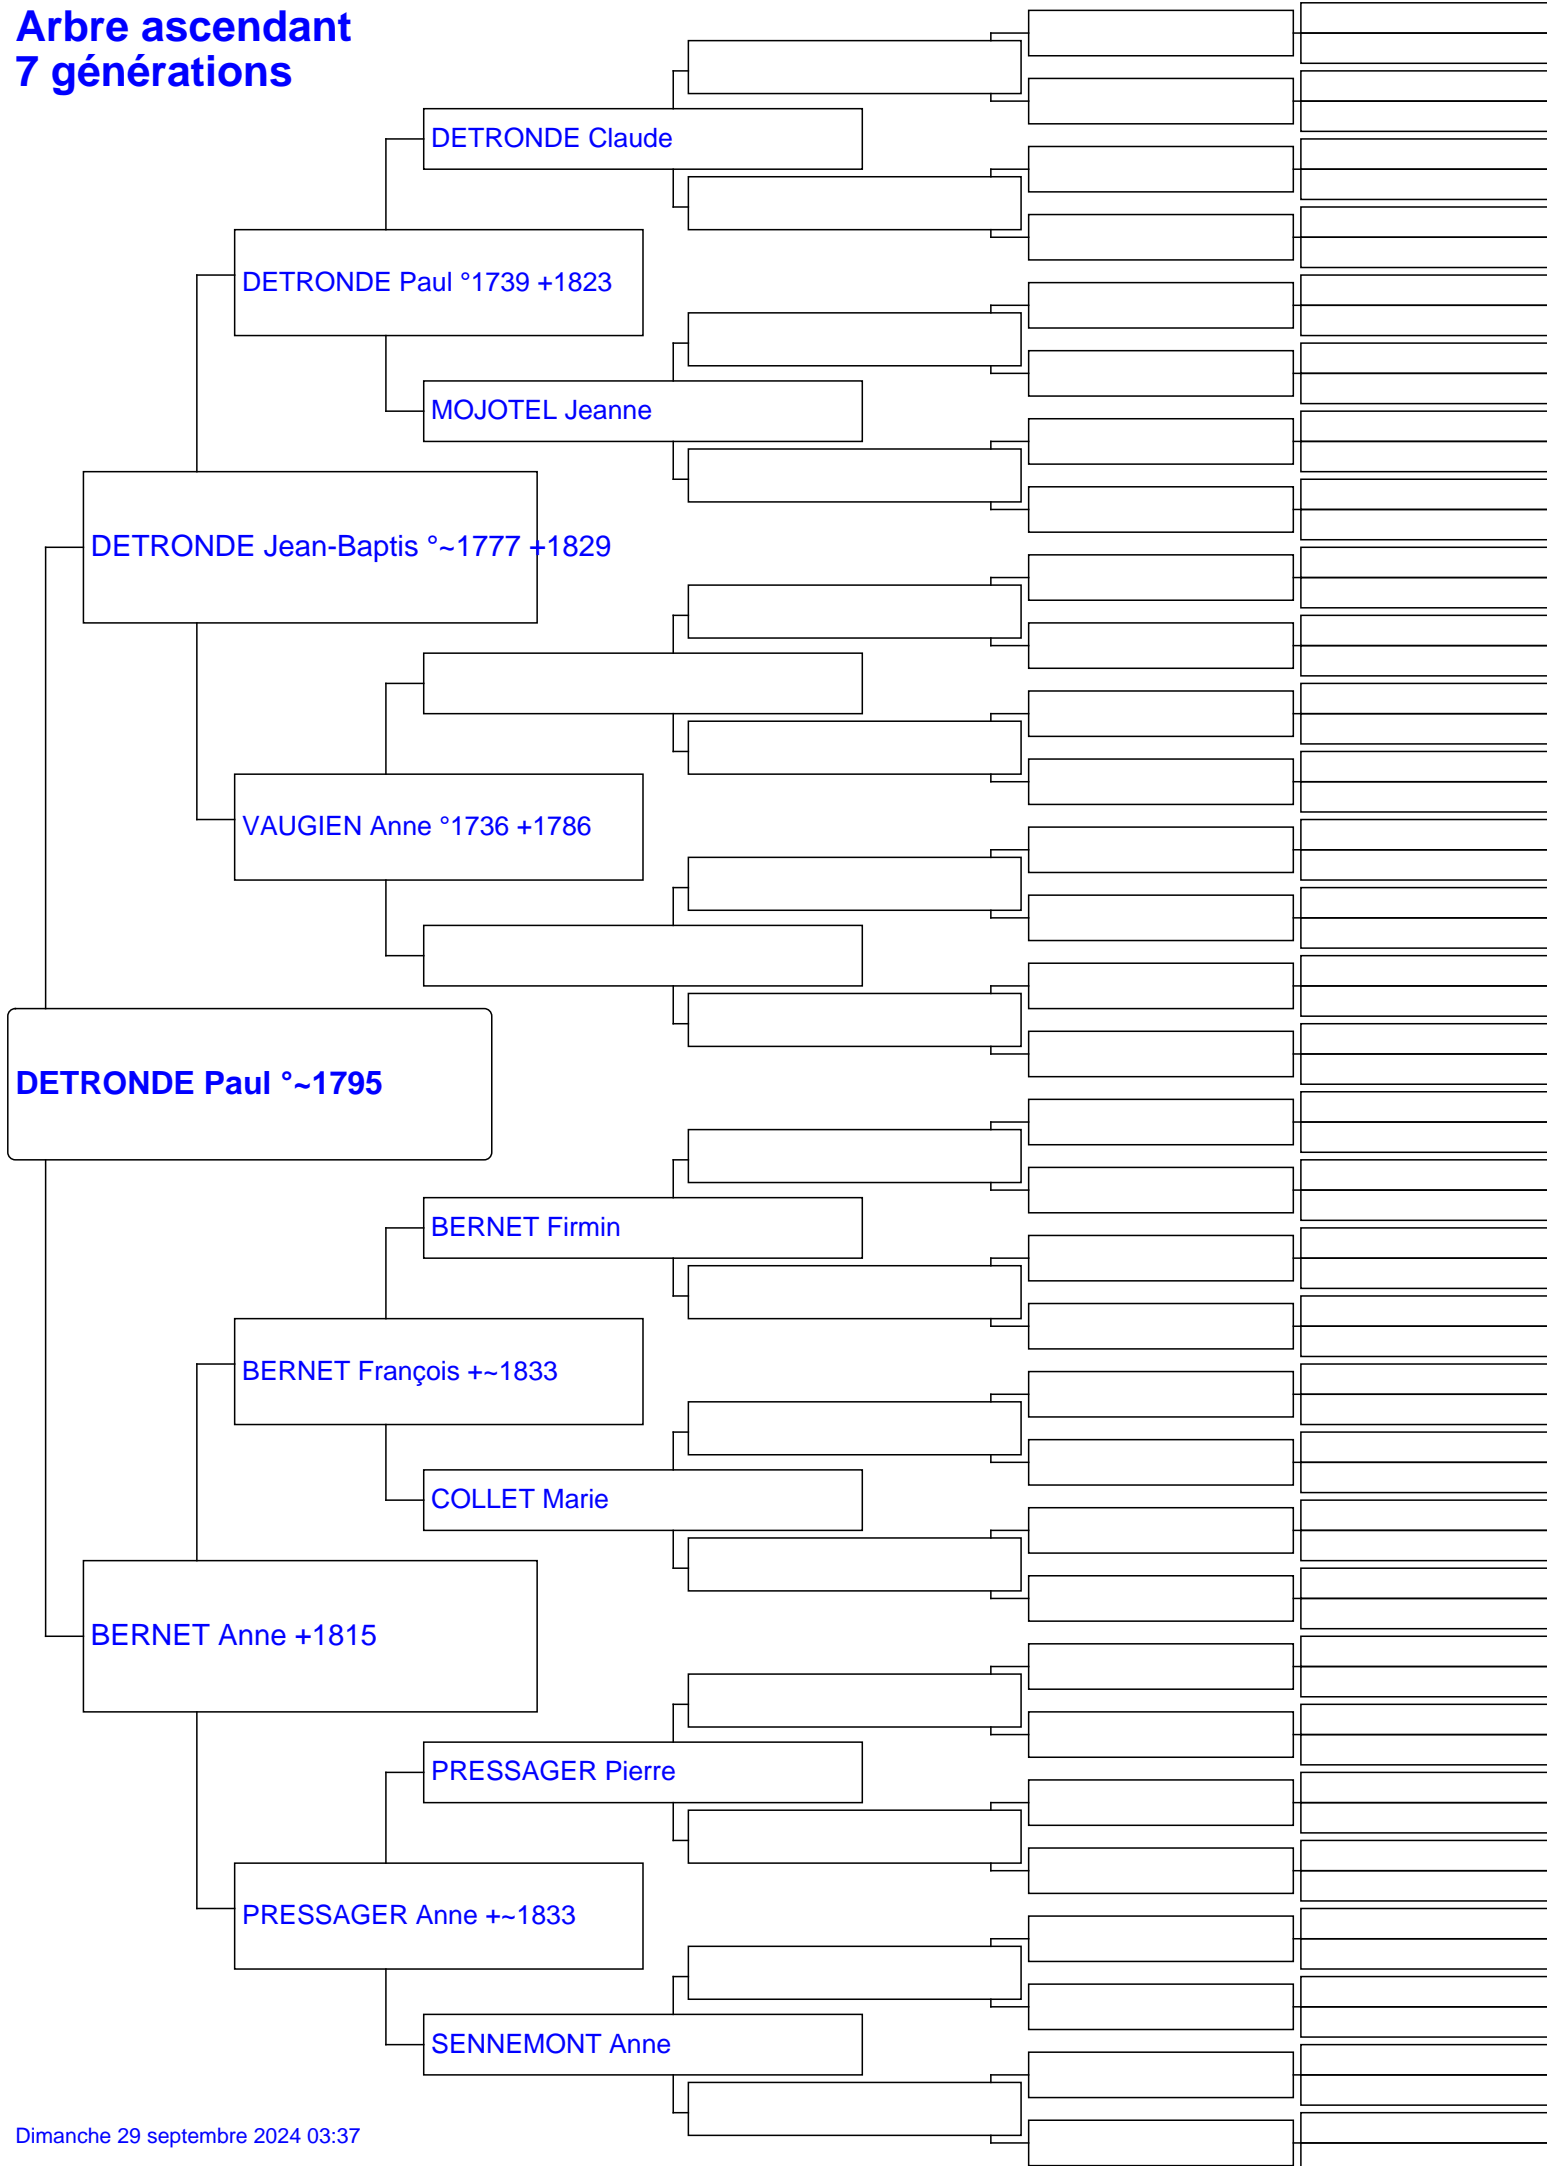 Arbre ascendant
7 générations
DETRONDE Claude
DETRONDE Paul °1739 +1823
MOJOTEL Jeanne
DETRONDE Jean-Baptis °~1777 +1829
VAUGIEN Anne °1736 +1786
DETRONDE Paul °~1795
BERNET Firmin
BERNET François +~1833
COLLET Marie
BERNET Anne +1815
PRESSAGER Pierre
PRESSAGER Anne +~1833
SENNEMONT Anne
Dimanche 29 septembre 2024 03:37